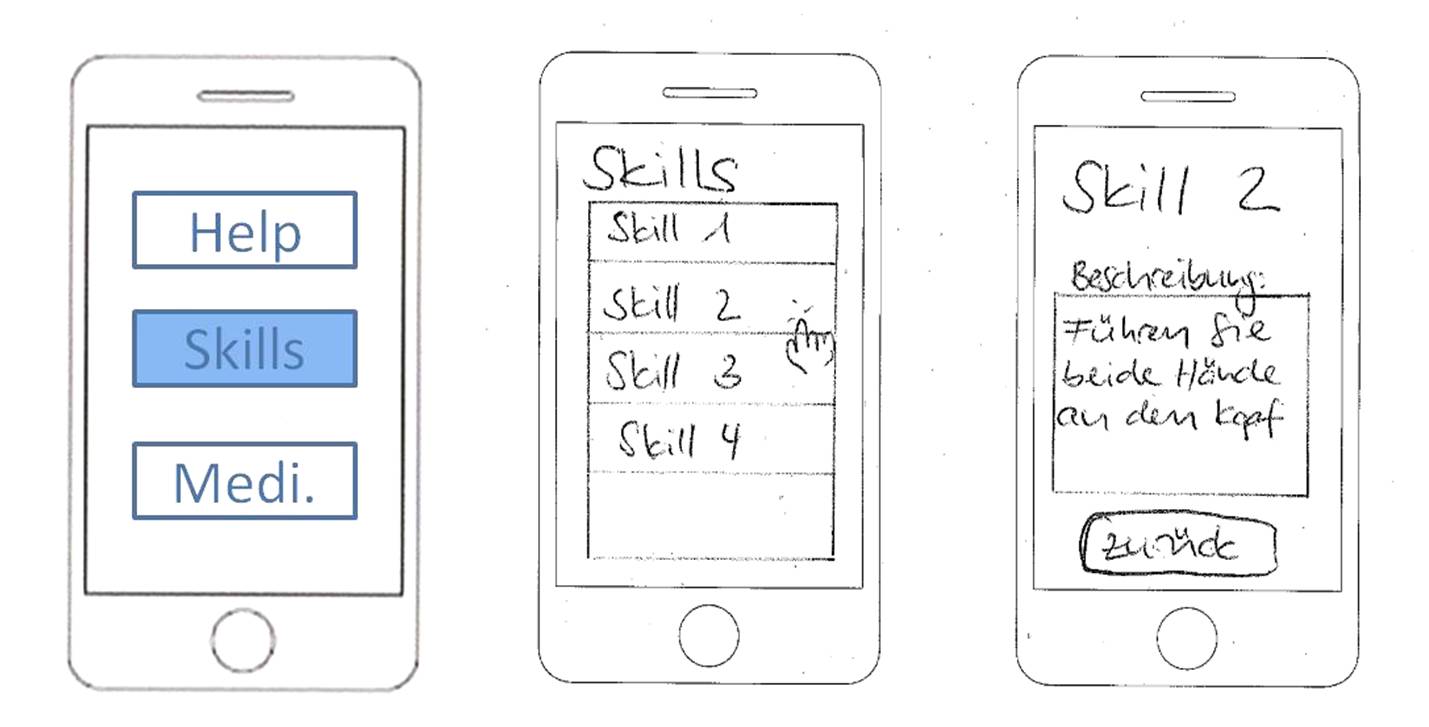 Help
Skills
Medi.
Skills
Skill 1
Skill 2
Skill 3
Skill 4
Skill 2
Beschreibung:
Führen Sie
beide Hände
an den Kopf
zurück